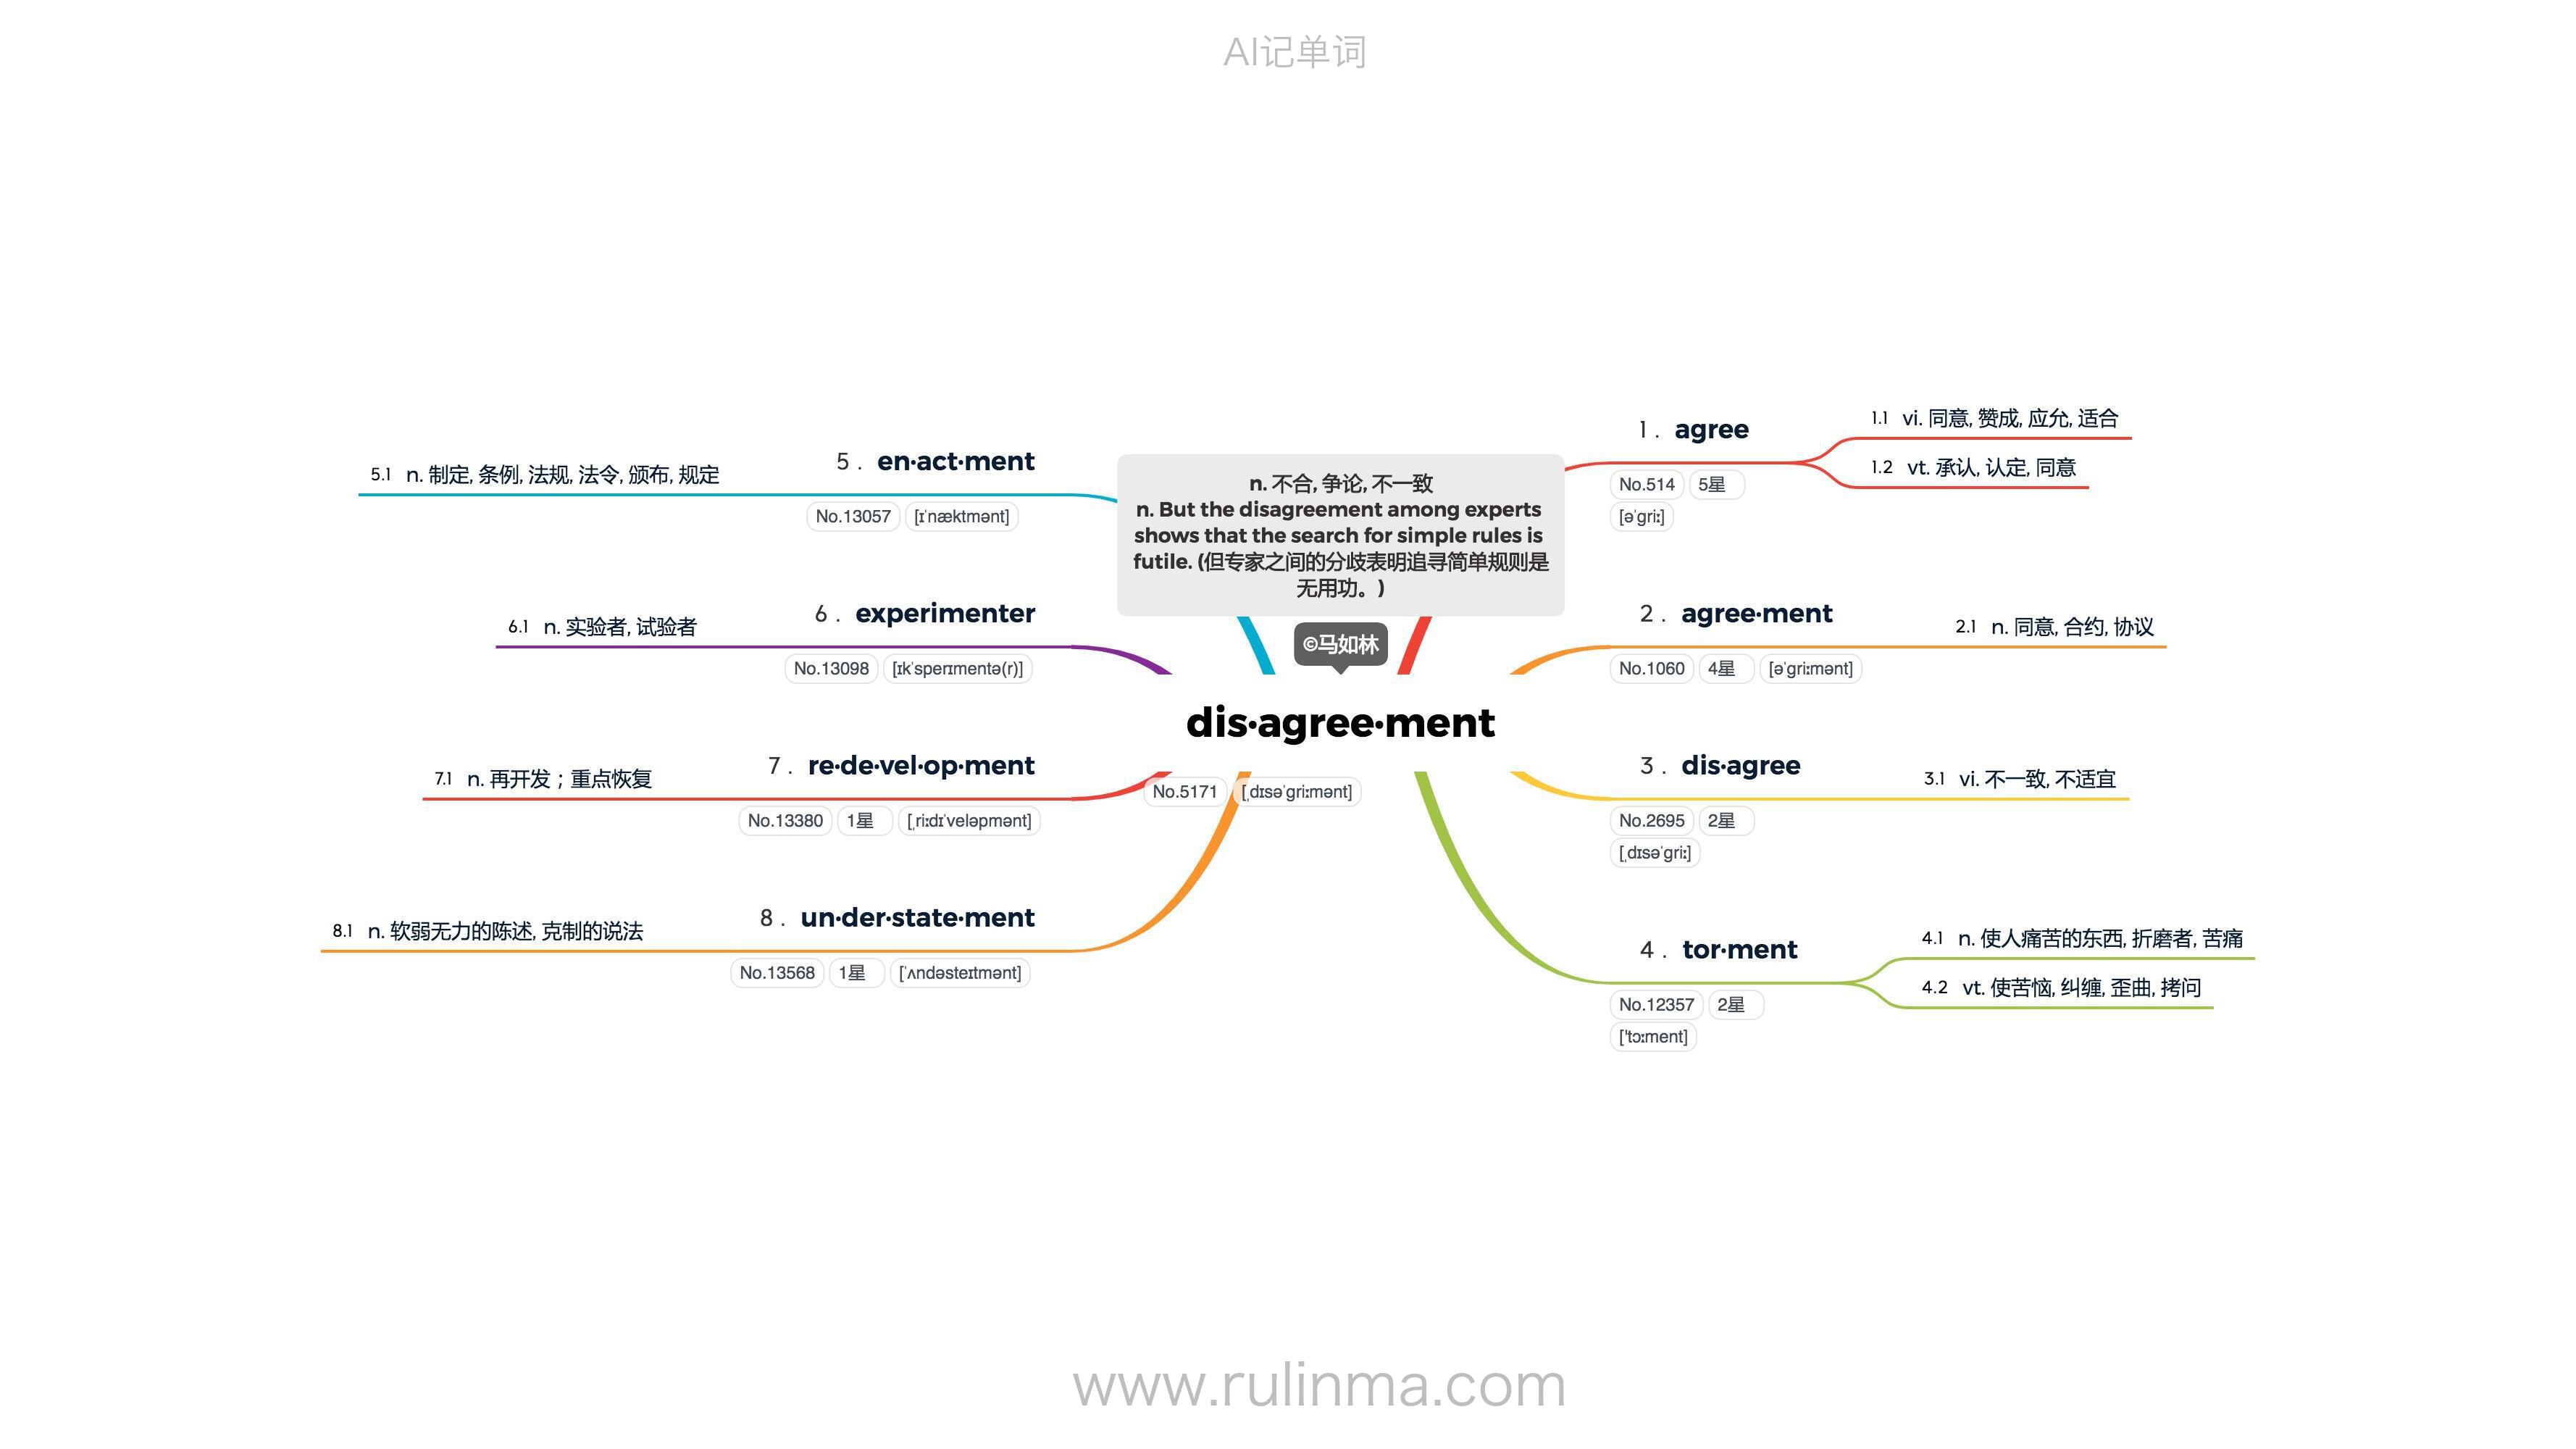 AI记单词
n. 不合, 争论, 不一致
n. But the disagreement among experts
shows that the search for simple rules is
futile. (但专家之间的分歧表明追寻简单规则是
无用功。)
©马如林
dis·agree·ment
No.5171 [ˌdɪsəˈgriːmənt]
1 . agree
No.514 5星
[əˈgriː]
1.1 vi. 同意, 赞成, 应允, 适合
1.2 vt. 承认, 认定, 同意
2 . agree·ment
No.1060 4星 [əˈgriːmənt]
2.1 n. 同意, 合约, 协议
3 . dis·agree
No.2695 2星
[ˌdɪsəˈgriː]
3.1 vi. 不一致, 不适宜
4 . tor·ment
No.12357 2星
['tɔːment]
4.1 n. 使人痛苦的东西, 折磨者, 苦痛
4.2 vt. 使苦恼, 纠缠, 歪曲, 拷问
5 . en·act·ment
No.13057 [ɪˈnæktmənt]
5.1 n. 制定, 条例, 法规, 法令, 颁布, 规定
6 . experimenter
No.13098 [ɪkˈsperɪmentə(r)]
6.1 n. 实验者, 试验者
7 . re·de·vel·op·ment
No.13380 1星 [ˌriːdɪˈveləpmənt]
7.1 n. 再开发；重点恢复
8 . un·der·state·ment
No.13568 1星 [ˈʌndəsteɪtmənt]
8.1 n. 软弱无力的陈述, 克制的说法
www.rulinma.com